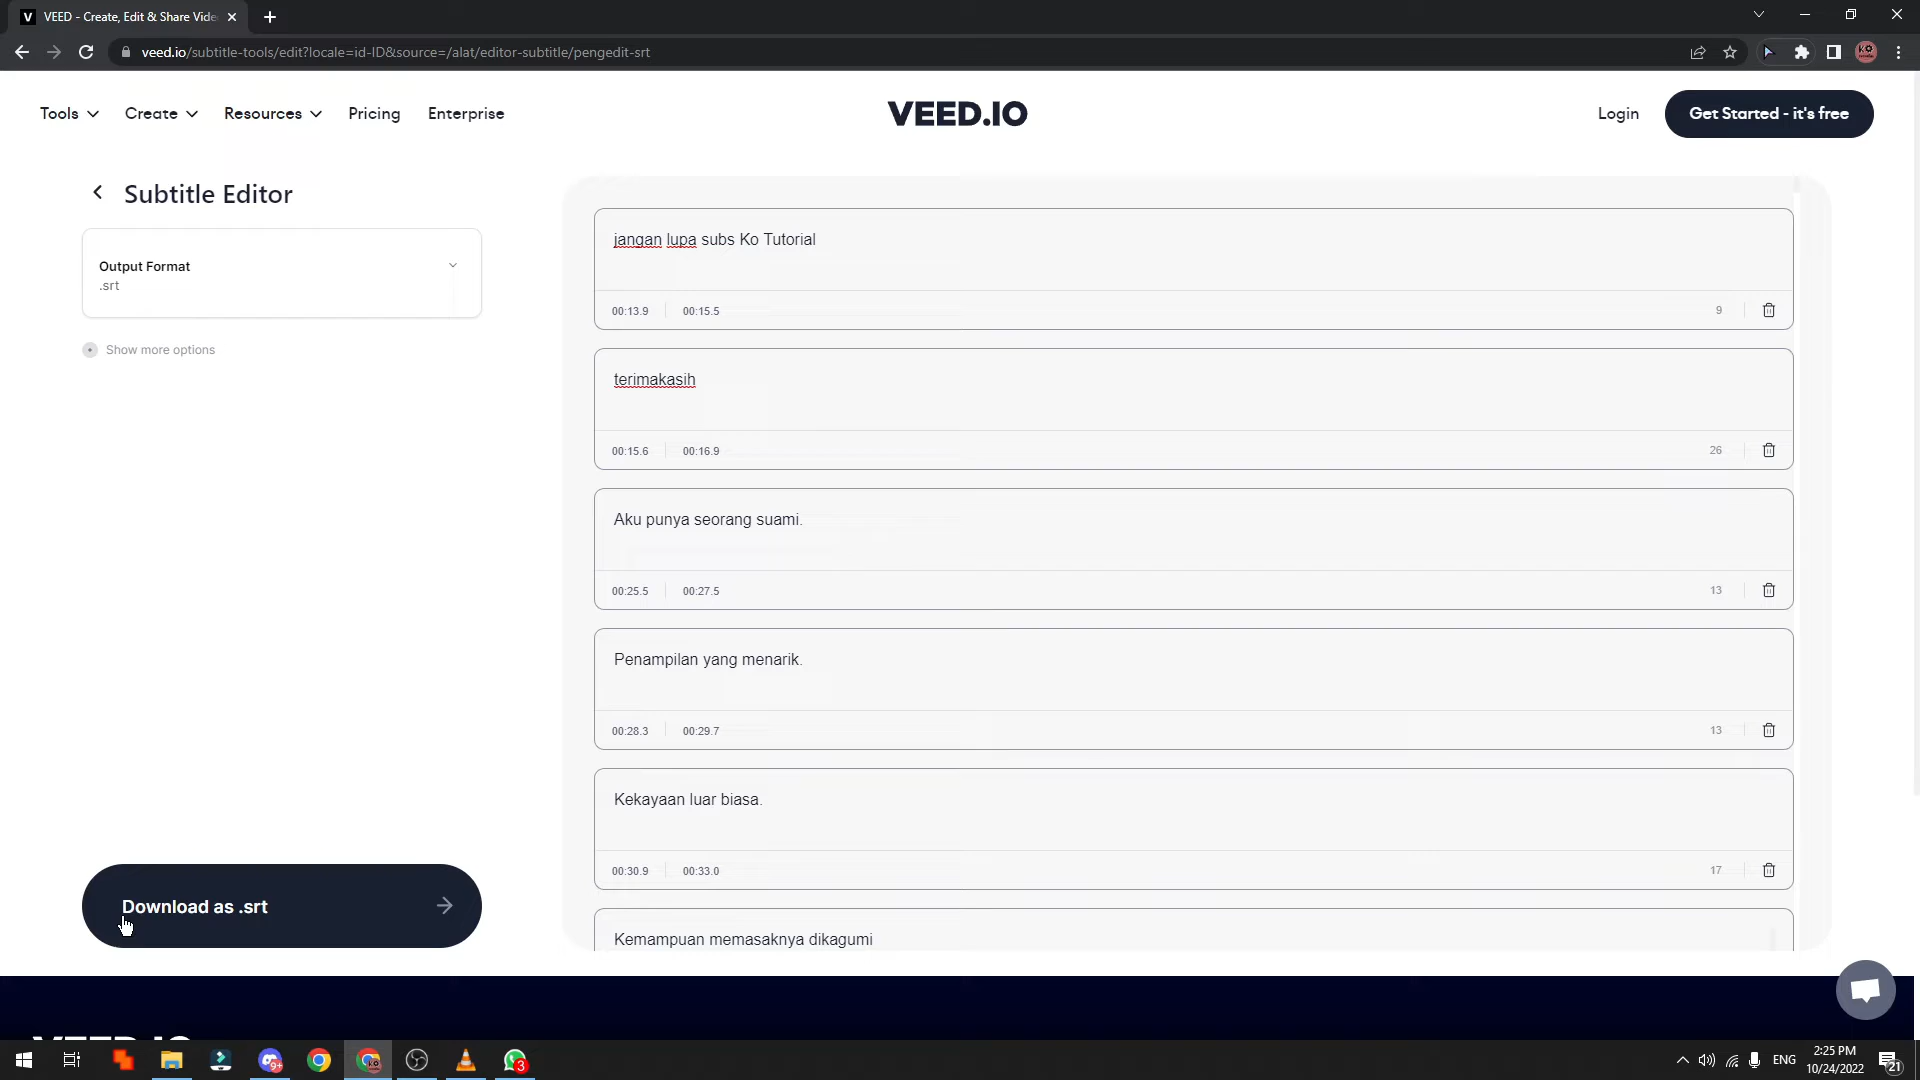 VEED - Create, Edit & Share Vide
veed.io/subtitle-tools/edit?locale=id-ID&source=/alat/editor-subtitle/pengedit-srt
Tools
Create
Resources
Pricing
Enterprise
VEED.IO
Login
Get Started - it's free
Subtitle Editor
Output Format
.srt
Show more options
Download as .srt
jangan lupa subs Ko Tutorial
00:13.9 00:15.5 9
terimakasih
00:15.6 00:16.9 26
Aku punya seorang suami.
00:25.5 00:27.5 13
Penampilan yang menarik.
00:28.3 00:29.7 13
Kekayaan luar biasa.
00:30.9 00:33.0 17
Kemampuan memasaknya dikagumi
VEED.IO
9+
3
ENG
2:25 PM
10/24/2022
21